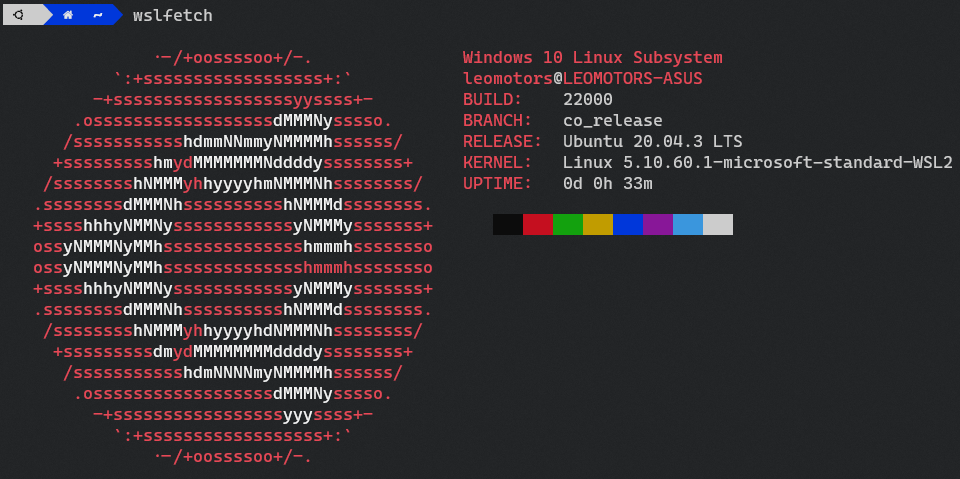 ~ wslfetch
.-/+oossssoo+/-.
`:+ssssssssssssssssss+:`
-+ssssssssssssssssssyyssss+-
.ossssssssssssssssssdMMMNysssso.
/ssssssssssshdmmNNmmyNMMMMhssssss/
+ssssssssshmydMMMMMMMNddddyssssssss+
/sssssssshNMMMyhhyyyyhmNMMMNhssssssss/
.ssssssssdMMMNhsssssssssshNMMMdssssssss.
+sssshhhyNMMNyssssssssssssyNMMMysssssss+
ossyNMMMNyMMhsssssssssssssshmmmhssssssso
ossyNMMMNyMMhsssssssssssssshmmmhssssssso
+sssshhhyNMMNyssssssssssssyNMMMysssssss+
.ssssssssdMMMNhsssssssssshNMMMdssssssss.
/sssssssshNMMMyhhyyyyhdNMMMNhssssssss/
+sssssssssdmydMMMMMMMMddddyssssssss+
/ssssssssssshdmNNNNmyNMMMMhssssss/
.ossssssssssssssssssdMMMNysssso.
-+sssssssssssssssssyyyssss+-
`:+ssssssssssssssssss+:`
.-/+oossssoo+/-.
Windows 10 Linux Subsystem
leomotors@LEOMOTORS-ASUS
BUILD: 22000
BRANCH: co_release
RELEASE: Ubuntu 20.04.3 LTS
KERNEL: Linux 5.10.60.1-microsoft-standard-WSL2
UPTIME: 0d 0h 33m